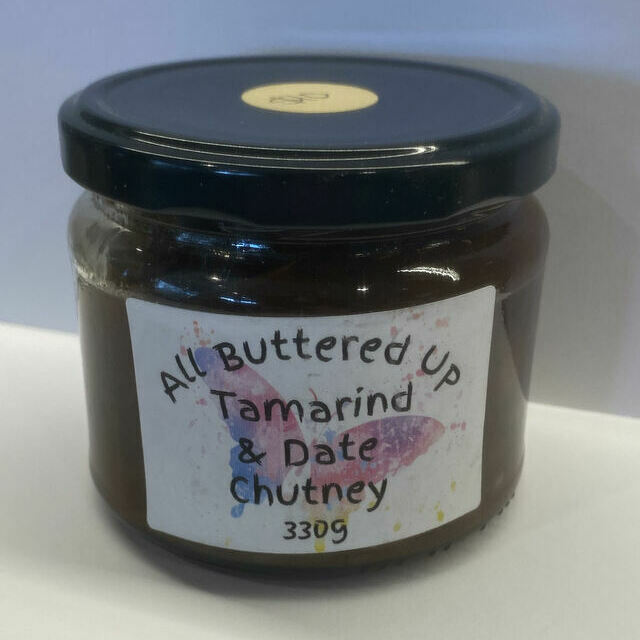 All Buttered Up
Tamarind
& Date
Chutney
330g